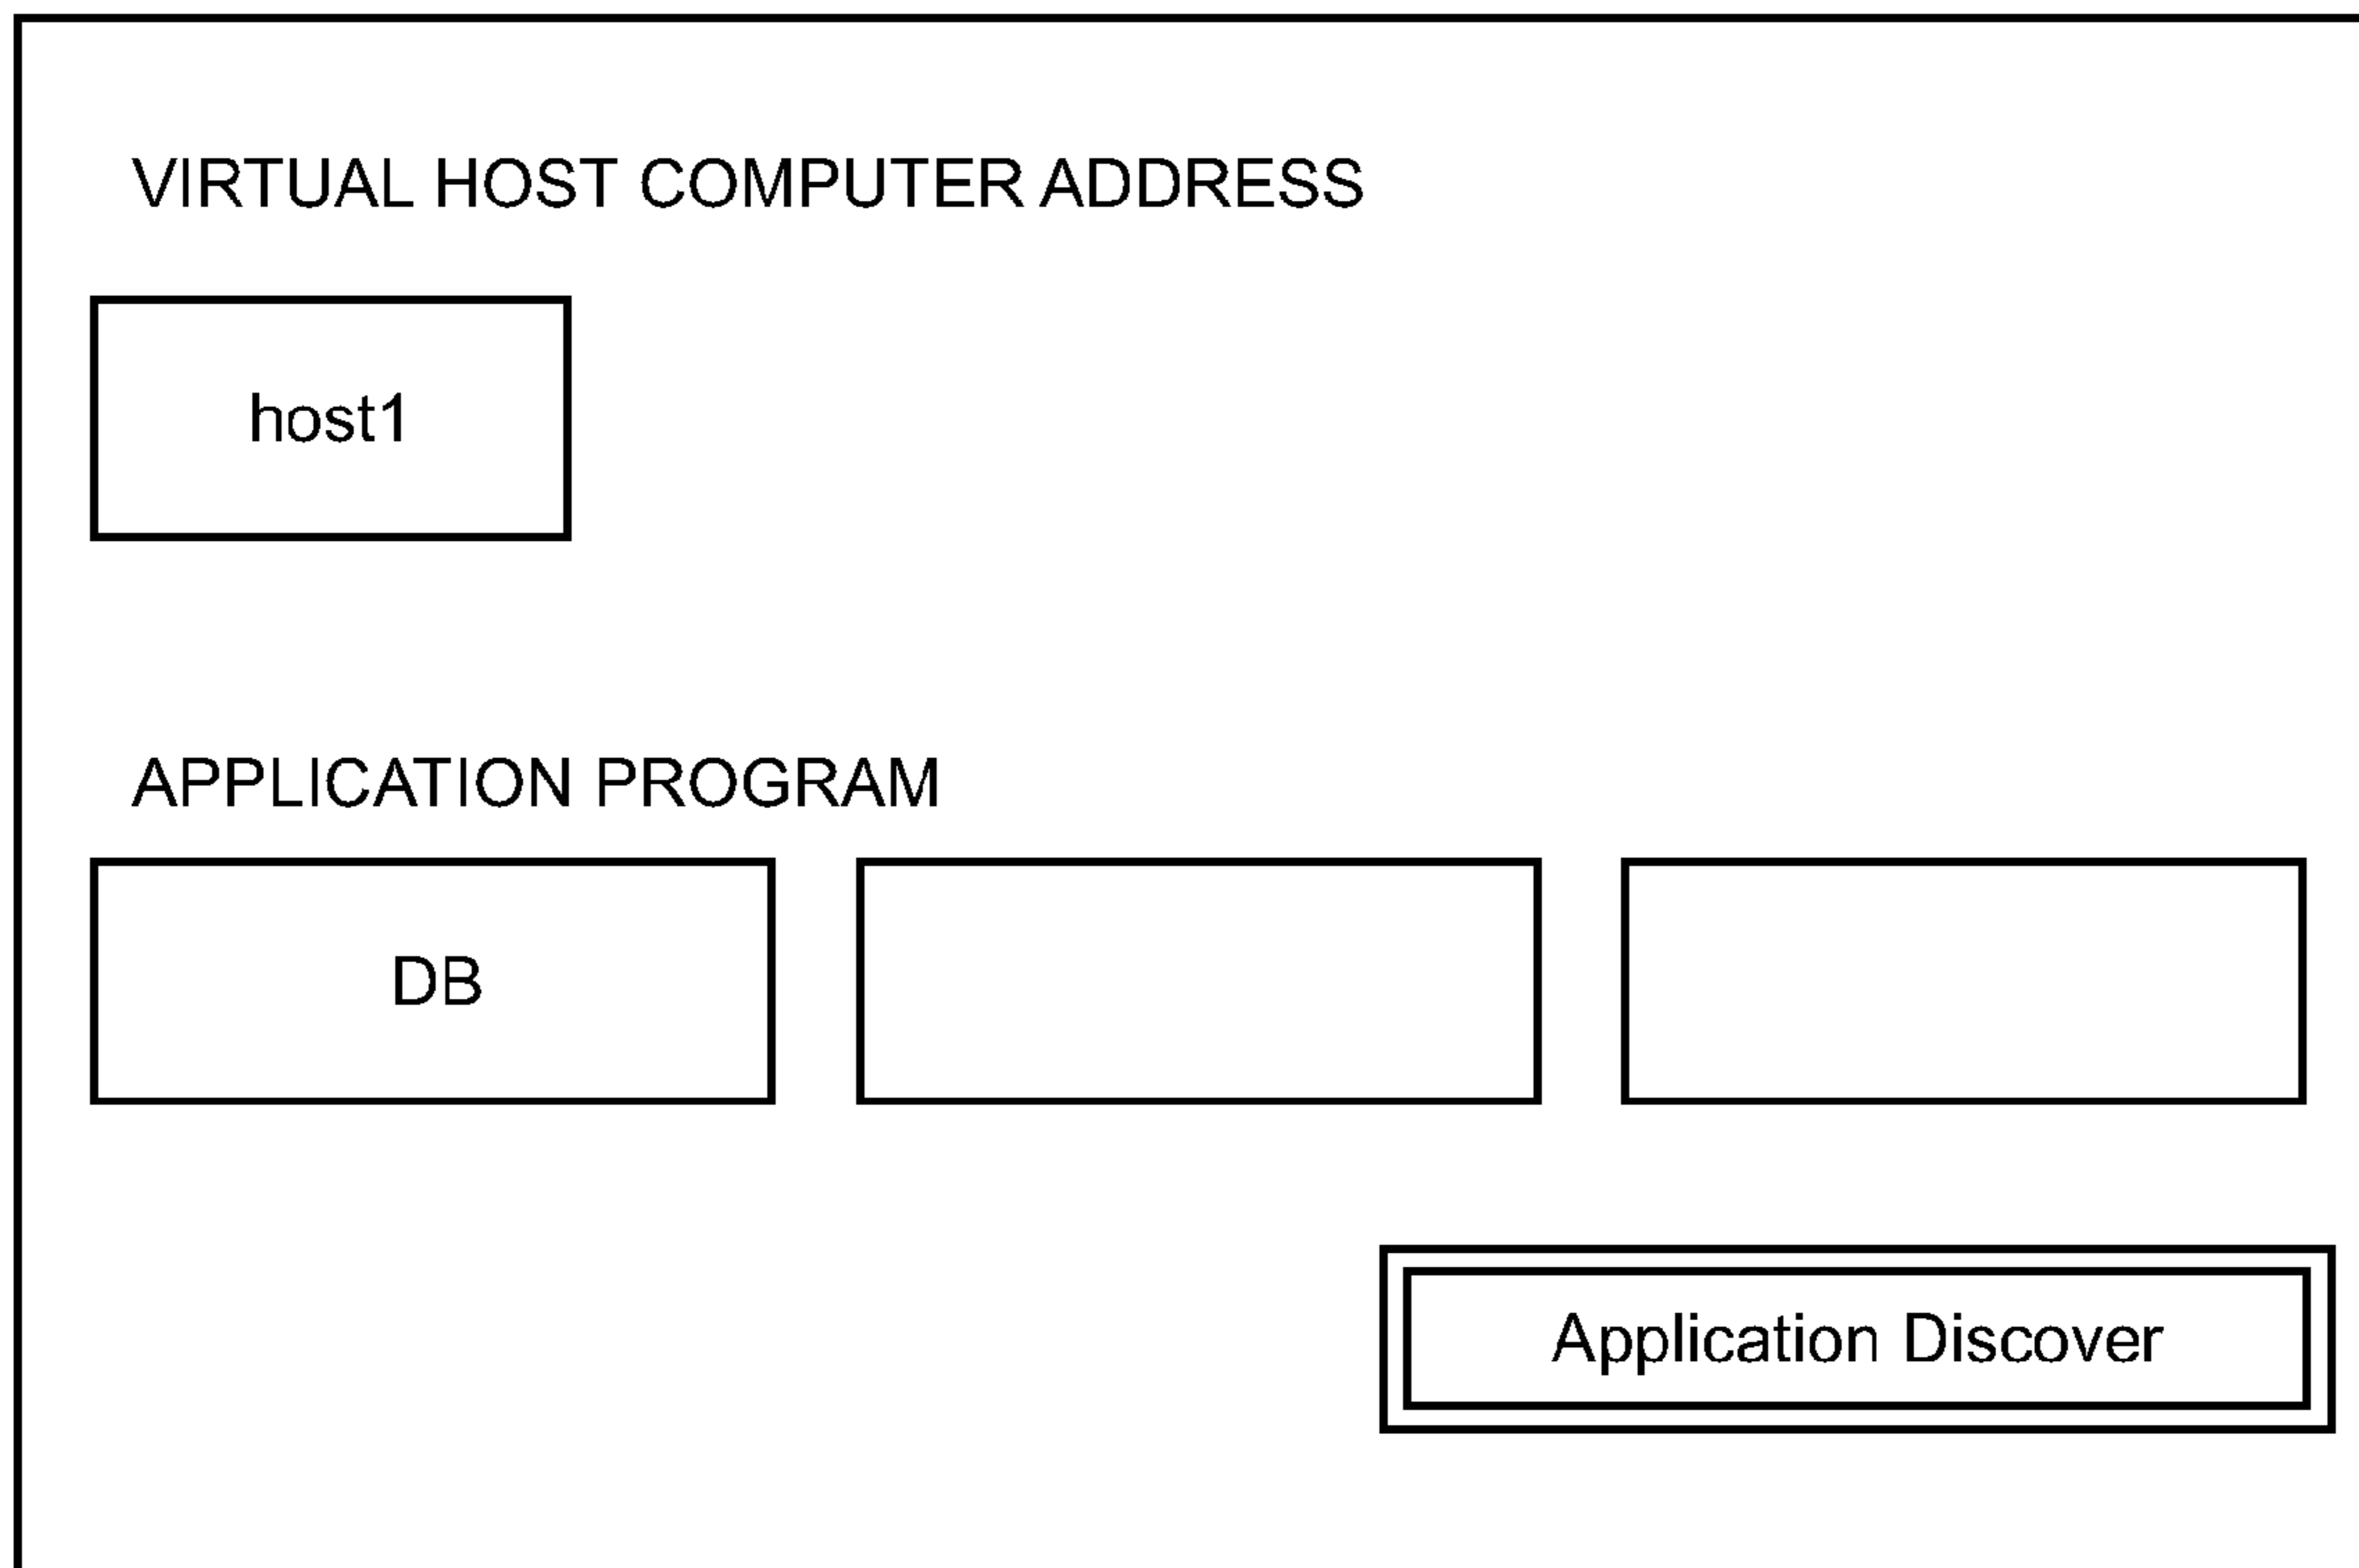 VIRTUAL HOST COMPUTER ADDRESS
host1
APPLICATION PROGRAM
DB
Application Discover